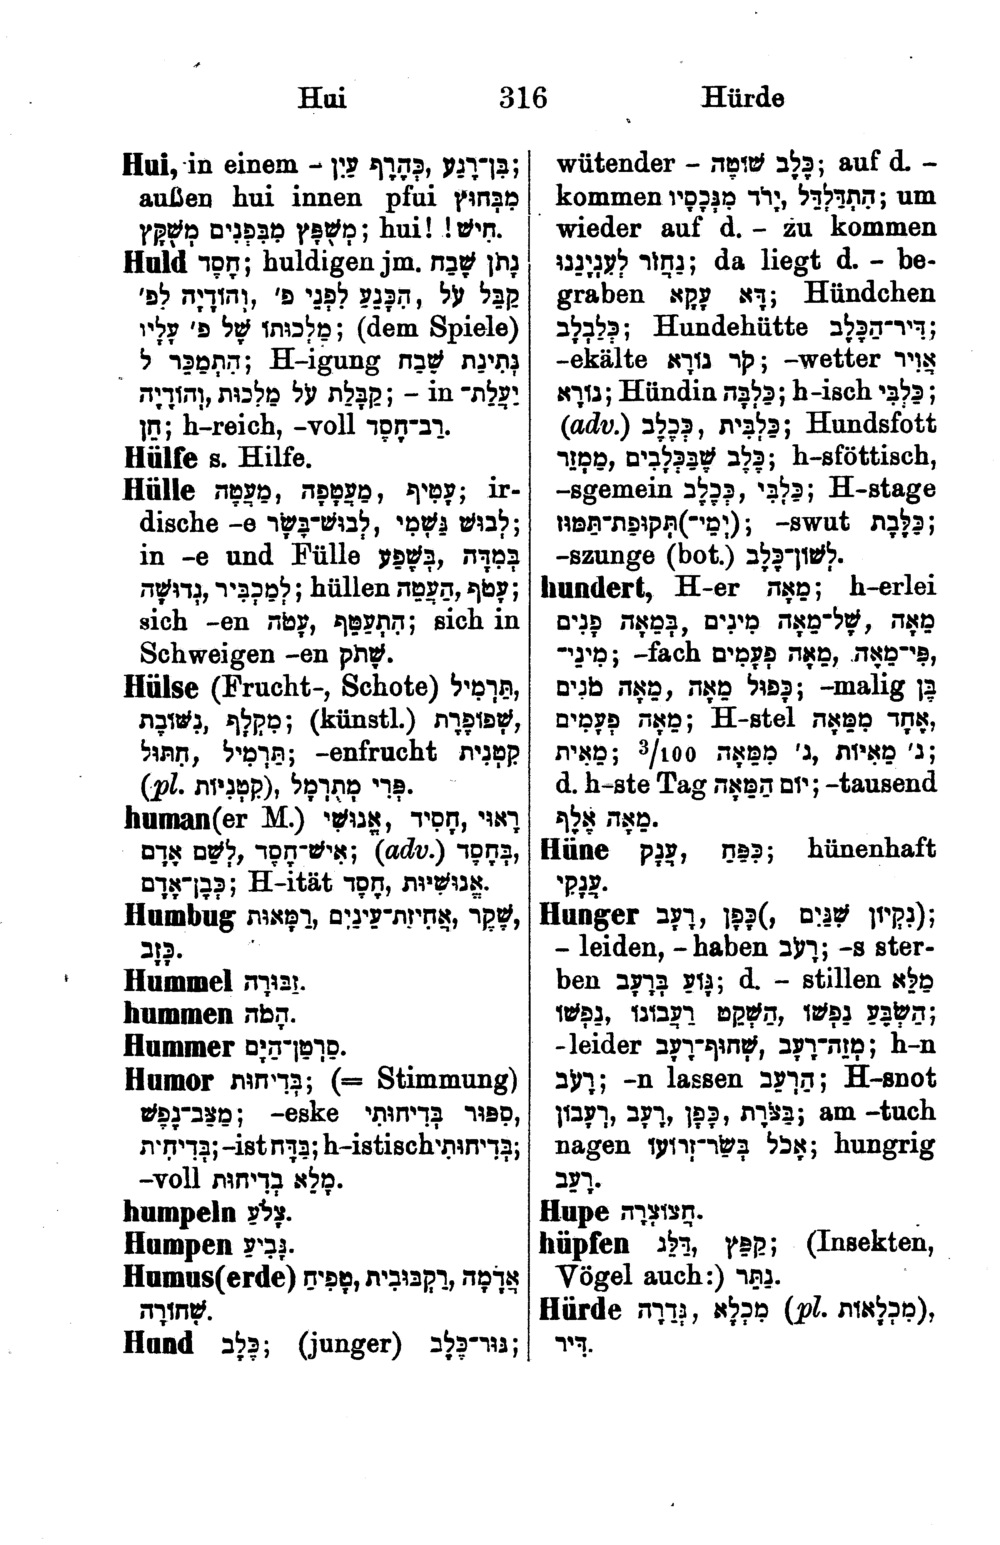 Hui 316 Hürde
Hui, in einem – בִּן־רֶגַע, כְּהֶרֶף עַיִן;
außen hui innen pfui מִבַּחוּץ
מְשֻׁפָּץ מִבִּפְנִים מְשֻׁקָּץ; hui! חִישׁ!.
Huld חֶסֶד; huldigen jm. נָתֹן שֶׁבַח
קַבֵּל עֹל, הִכָּנַע לִפְנֵי פ', וְהוֹדָיָה לְפ'
מַלְכוּתוֹ שֶׁל פ' עָלָיו; (dem Spiele)
הִתְמַכֵּר לְ; H-igung נְתִינַת שֶׁבַח
קַבָּלַת עֹל מַלְכוּת, וְהוֹדָיָה; – in יַעֲלַת־
חֵן; h-reich, -voll רַב־חֶסֶד.
Hülfe s. Hilfe.
Hülle עָטִיף, מַעֲטָפָה, מַעֲטֶה; ir-
dische -e לְבוּשׁ גַּשְׁמִי, לְבוּשׁ־בָּשָׂר;
in -e und Fülle בְּמִדָּה, בְּשֶׁפַע
לְמַכְבִּיר, גְּדוּשָׁה; hüllen עָטֹף, הַעֲטֵה;
sich -en הִתְעַטֵּף, עָטֹה; sich in
Schweigen -en שָׁתֹק.
Hülse (Frucht-, Schote) תַּרְמִיל,
מִקְלָף, נְשׁוֹבֶת; (künstl.) שְׁפוֹפֶרֶת,
תַּרְמִיל, חִתּוּל; -enfrucht קִטְנִית
(pl. קִטְנִיּוֹת), פְּרִי מְתֻרְמָל.
human(er M.) רָאוּי, חָסִיד, אֱנוֹשִׁי
אִישׁ־חֶסֶד, לְשֵׁם אָדָם; (adv.) בְּחֶסֶד,
כְּבֶן־אָדָם; H-ität אֱנוֹשִׁיּוּת, חֶסֶד.
Humbug שֶׁקֶר, אֲחִיזַת־עֵינַיִם, רַמָּאוּת,
כָּזָב.
Hummel זַבּוּרָה.
hummen הָמֹה.
Hummer סַרְטַן־הַיָּם.
Humor בְּדִיחוּת; (= Stimmung)
מַצַּב־נֶפֶשׁ; -eske סִפּוּר בְּדִיחוּתִי,
בְּדִיחִית; -ist בַּדָּח; h-istisch בְּדִיחוּתִי;
-voll מָלֵא בְדִיחוּת.
humpeln צָלֹעַ.
Humpen גָּבִיעַ.
Humus(erde) אֲדָמָה, רַקְבּוּבִית, טָפִיחַ
שְׁחוֹרָה.
Hund כֶּלֶב; (junger) גּוּר־כֶּלֶב;
wütender – כֶּלֶב שׁוֹטֶה; auf d. –
kommen הִתְדַּלְדֵּל, יָרֹד מִנְּכָסָיו; um
wieder auf d. – zu kommen
נַחֲזוֹר לְעִנְיָנֵנוּ; da liegt d. – be-
graben דָּא עָקָא; Hündchen
כְּלַבְלָב; Hundehütte דִּיר־הַכֶּלֶב;
-ekälte קֹר נוֹרָא; -wetter אֲוִיר
נוֹרָא; Hündin כַּלְבָּה; h-isch כַּלְבִּי;
(adv.) כַּלְבִּית, כְּכֶלֶב; Hundsfott
כֶּלֶב שֶׁבַּכְּלָבִים, מַמְזֵר; h-sföttisch,
-sgemein כַּלְבִּי, כְּכֶלֶב; H-stage
(יְמֵי־)תְּקוּפַת־תַּמּוּז; -swut כַּלֶּבֶת;
-szunge (bot.) לְשׁוֹן־כֶּלֶב.
hundert, H-er מֵאָה; h-erlei
מֵאָה, שֶׁל־מֵאָה מִינִים, בְּמֵאָה פָנִים
מִינֵי־; -fach פִּי־מֵאָה, מֵאָה פְעָמִים,
כָּפוּל מֵאָה, מֵאָה מֹנִים; -malig בֶּן
מֵאָה פְעָמִים; H-stel אֶחָד מִמֵּאָה,
מֵאִית; 3/100 ג' מֵאִיּוֹת, ג' מִמֵּאָה;
d. h-ste Tag יוֹם הַמֵּאָה; -tausend
מֵאָה אֶלֶף.
Hüne כְּפַח, עֲנָק; hünenhaft
עֲנָקִי.
Hunger רָעָב, כָּפָן (נִקְיוֹן שִׁנַּיִם);
– leiden, – haben רָעֹב; -s ster-
ben גָּוֹעַ בְּרָעָב; d. – stillen מַלֵּא
הַשְׂבֵּעַ נַפְשׁוֹ, הַשְׁקֵט רַעֲבוֹנוֹ, נַפְשׁוֹ;
-leider מְזֵה־רָעָב, שְׁחוּף־רָעָב; h-n
רָעֹב; -n lassen הַרְעֵב; H-snot
בַּצֹּרֶת, כָּפָן, רָעָב, רְעָבוֹן; am -tuch
nagen אָכֹל בְּשַׂר־זְרוֹעוֹ; hungrig
רָעֵב.
Hupe חֲצוֹצְרָה.
hüpfen קַפֵּץ, דַּלֵּג; (Insekten,
Vögel auch:) נַתֵּר.
Hürde גְּדֵרָה, מִכְלָא (pl. מִכְלָאוֹת),
דִּיר.